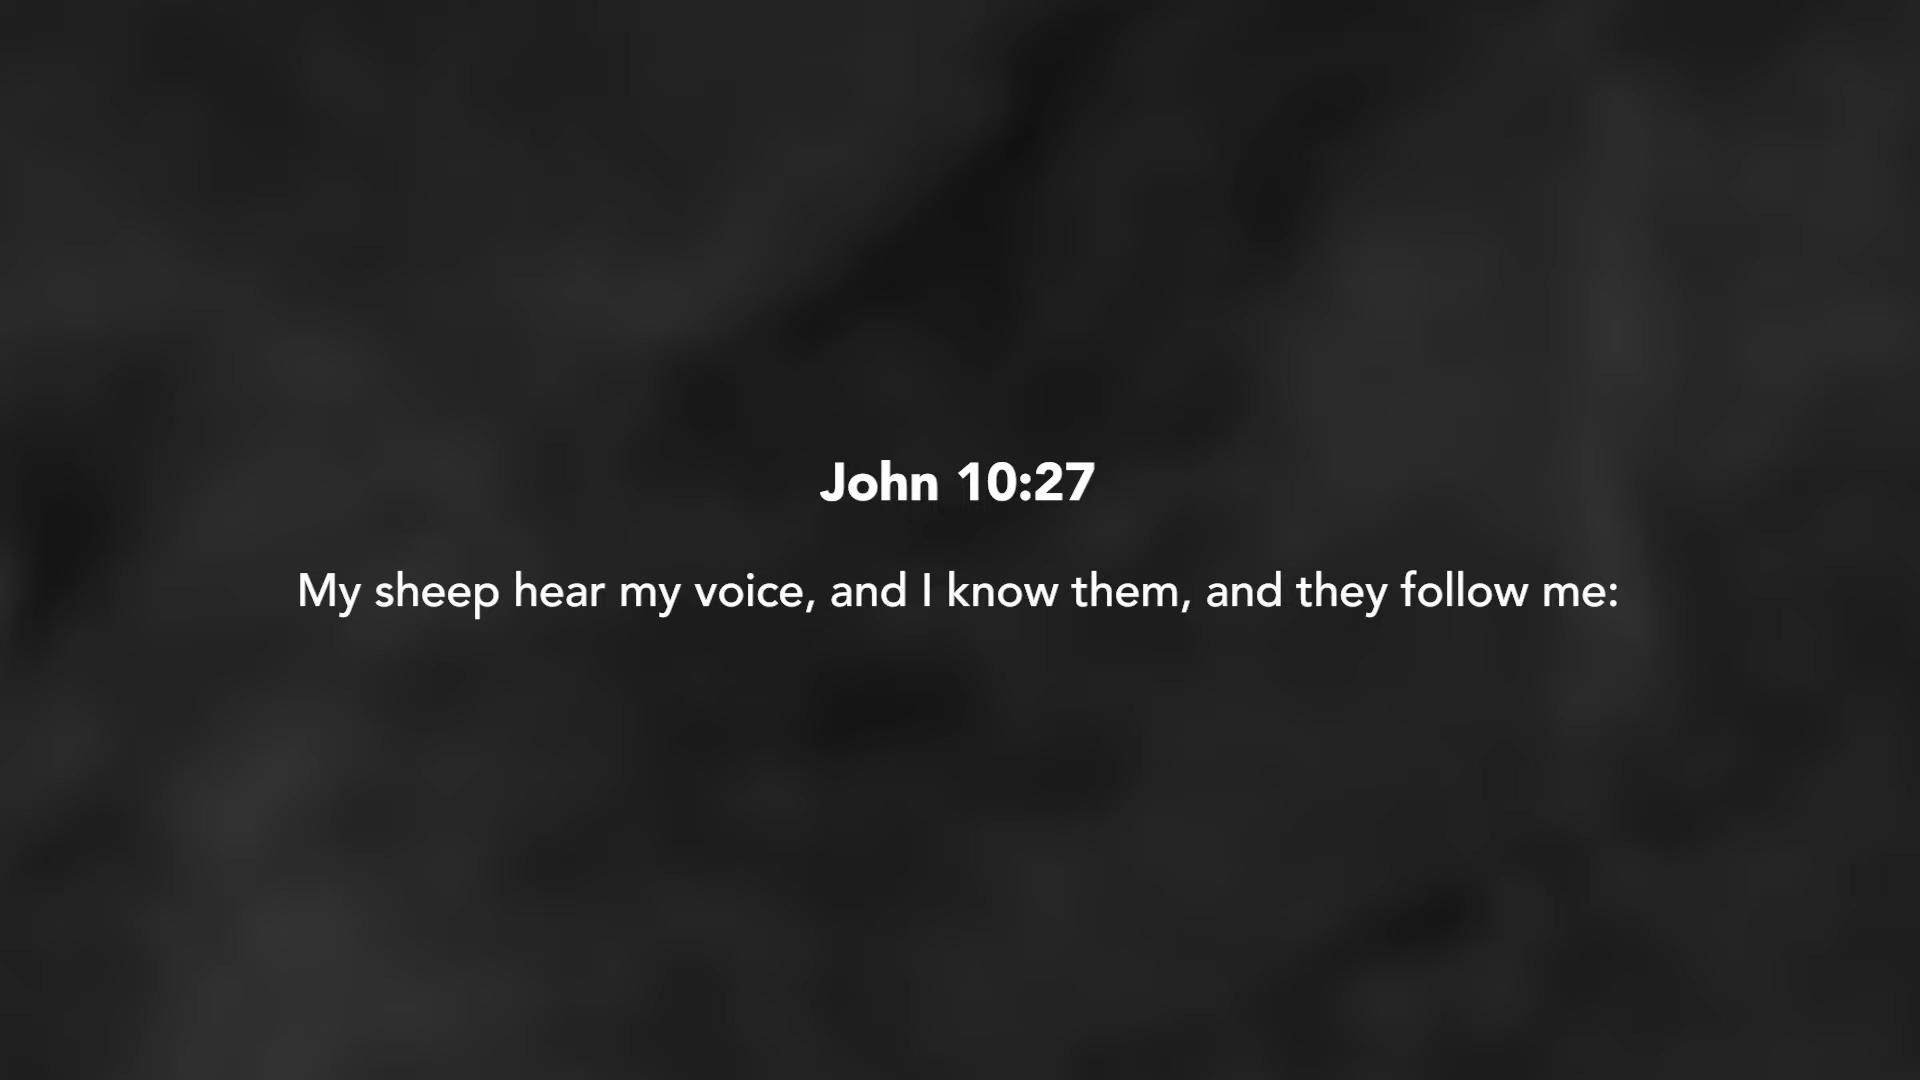 John 10:27
My sheep hear my voice, and I know them, and they follow me: